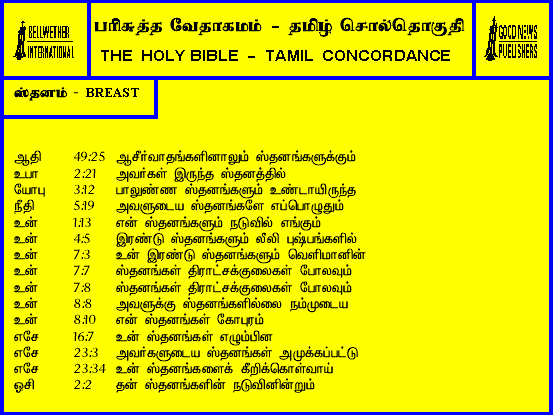 BELLWETHER
INTERNATIONAL
பரிசுத்த வேதாகமம் - தமிழ் சொல்தொகுதி
THE HOLY BIBLE - TAMIL CONCORDANCE
GOOD NEWS
PUBLISHERS
ஸ்தனம் - BREAST
ஆதி 49:25 ஆசீர்வாதங்களினாலும் ஸ்தனங்களுக்கும்
உபா 2:21 அவர்கள் இருந்த ஸ்தனத்தில்
யோபு 3:12 பாலுண்ண ஸ்தனங்களும் உண்டாயிருந்த
நீதி 5:19 அவளுடைய ஸ்தனங்களே எப்பொழுதும்
உன் 1:13 என் ஸ்தனங்களும் நடுவில் எங்கும்
உன் 4:5 இரண்டு ஸ்தனங்களும் லீலி புஷ்பங்களில்
உன் 7:3 உன் இரண்டு ஸ்தனங்களும் வெளிமானின்
உன் 7:7 ஸ்தனங்கள் திராட்சக்குலைகள் போலவும்
உன் 7:8 ஸ்தனங்கள் திராட்சக்குலைகள் போலவும்
உன் 8:8 அவளுக்கு ஸ்தனங்களில்லை நம்முடைய
உன் 8:10 என் ஸ்தனங்கள் கோபுரம்
எசே 16:7 உன் ஸ்தனங்கள் எழும்பின
எசே 23:3 அவர்களுடைய ஸ்தனங்கள் அமுக்கப்பட்டு
எசே 23:34 உன் ஸ்தனங்களைக் கீறிக்கொள்வாய்
ஓசி 2:2 தன் ஸ்தனங்களின் நடுவினின்றும்